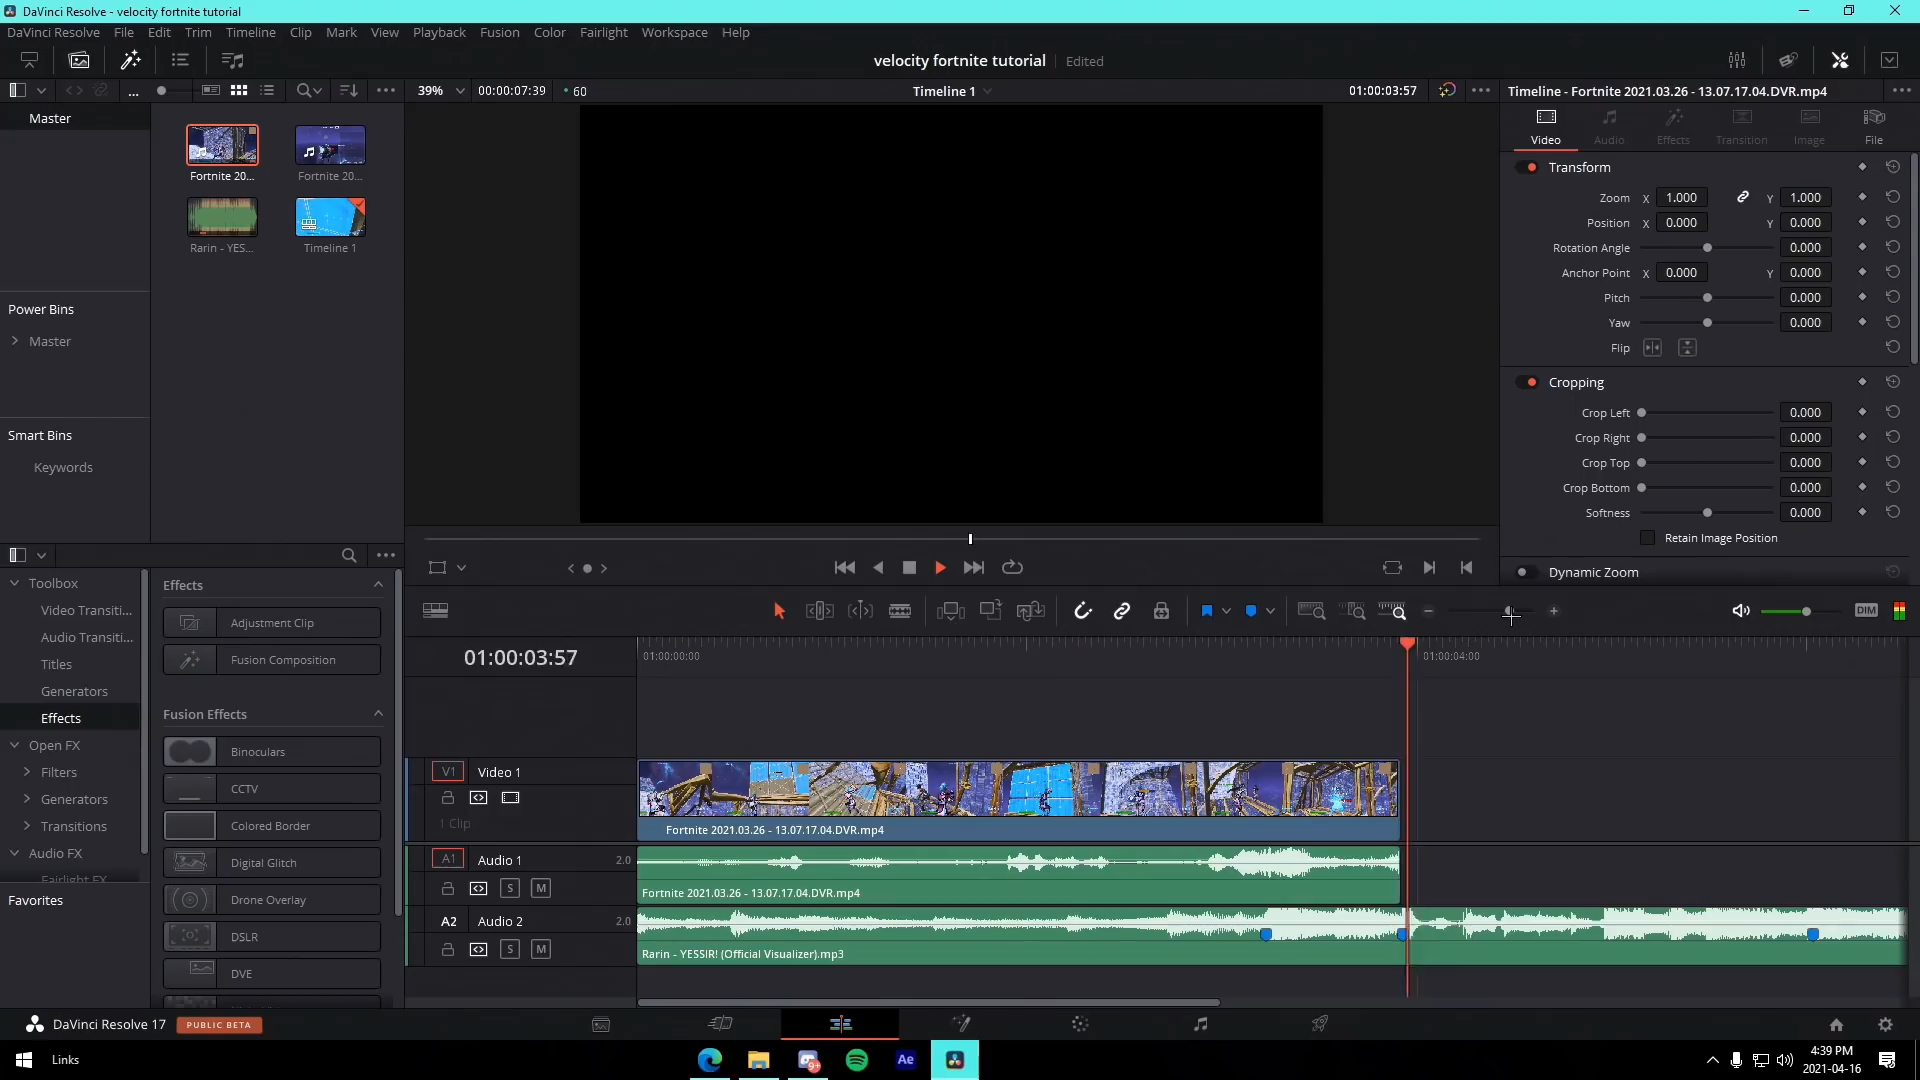 DaVinci Resolve - velocity fortnite tutorial
DaVinci Resolve File Edit Trim Timeline Clip Mark View Playback Fusion Color Fairlight Workspace Help
velocity fortnite tutorial Edited
39% 00:00:07:39 60 Timeline 1 01:00:03:57 Timeline - Fortnite 2021.03.26 - 13.07.17.04.DVR.mp4
Master
Video Audio Effects Transition Image File
Transform
Fortnite 20... Fortnite 20...
Zoom X 1.000 Y 1.000
Position X 0.000 Y 0.000
Rarin - YES... Timeline 1
Rotation Angle 0.000
Anchor Point X 0.000 Y 0.000
Pitch 0.000
Power Bins
Yaw 0.000
Master
Flip
Cropping
Crop Left 0.000
Smart Bins
Crop Right 0.000
Keywords
Crop Top 0.000
Crop Bottom 0.000
Softness 0.000
Retain Image Position
Dynamic Zoom
Toolbox
Video Transiti...
Audio Transiti...
Titles
Generators
Effects
Open FX
Filters
Generators
Transitions
Audio FX
Fairlight FX
Favorites
Effects
Adjustment Clip
Fusion Composition
Fusion Effects
Binoculars
CCTV
Colored Border
Digital Glitch
Drone Overlay
DSLR
DVE
DIM
01:00:03:57 01:00:00:00 01:00:04:00
V1 Video 1
1 Clip
Fortnite 2021.03.26 - 13.07.17.04.DVR.mp4
A1 Audio 1 2.0
S M
Fortnite 2021.03.26 - 13.07.17.04.DVR.mp4
A2 Audio 2 2.0
S M
Rarin - YESSIR! (Official Visualizer).mp3
DaVinci Resolve 17 PUBLIC BETA
Links
9+
Ae
4:39 PM
2021-04-16